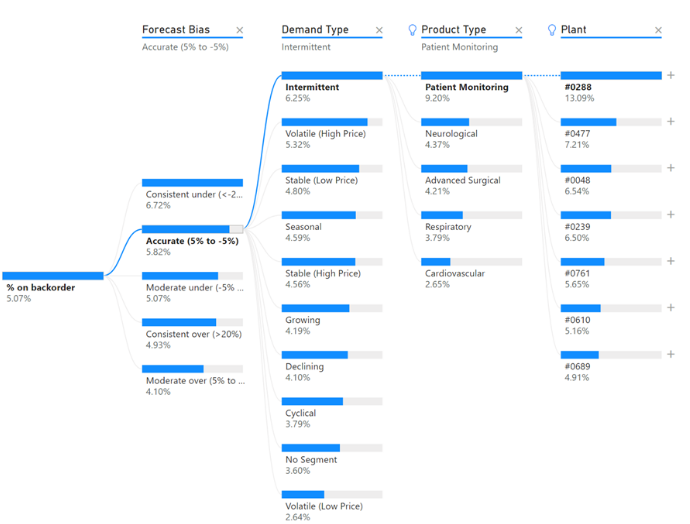 Forecast Bias
Accurate (5% to -5%)
Demand Type
Intermittent
Product Type
Patient Monitoring
Plant
% on backorder
5.07%
Consistent under (<-2...
6.72%
Accurate (5% to -5%)
5.82%
Moderate under (-5% ...
5.07%
Consistent over (>20%)
4.93%
Moderate over (5% to ...
4.10%
Intermittent
6.25%
Volatile (High Price)
5.32%
Stable (Low Price)
4.80%
Seasonal
4.59%
Stable (High Price)
4.56%
Growing
4.19%
Declining
4.10%
Cyclical
3.79%
No Segment
3.60%
Volatile (Low Price)
2.64%
Patient Monitoring
9.20%
Neurological
4.37%
Advanced Surgical
4.21%
Respiratory
3.79%
Cardiovascular
2.65%
#0288
13.09%
#0477
7.21%
#0048
6.54%
#0239
6.50%
#0761
5.65%
#0610
5.16%
#0689
4.91%